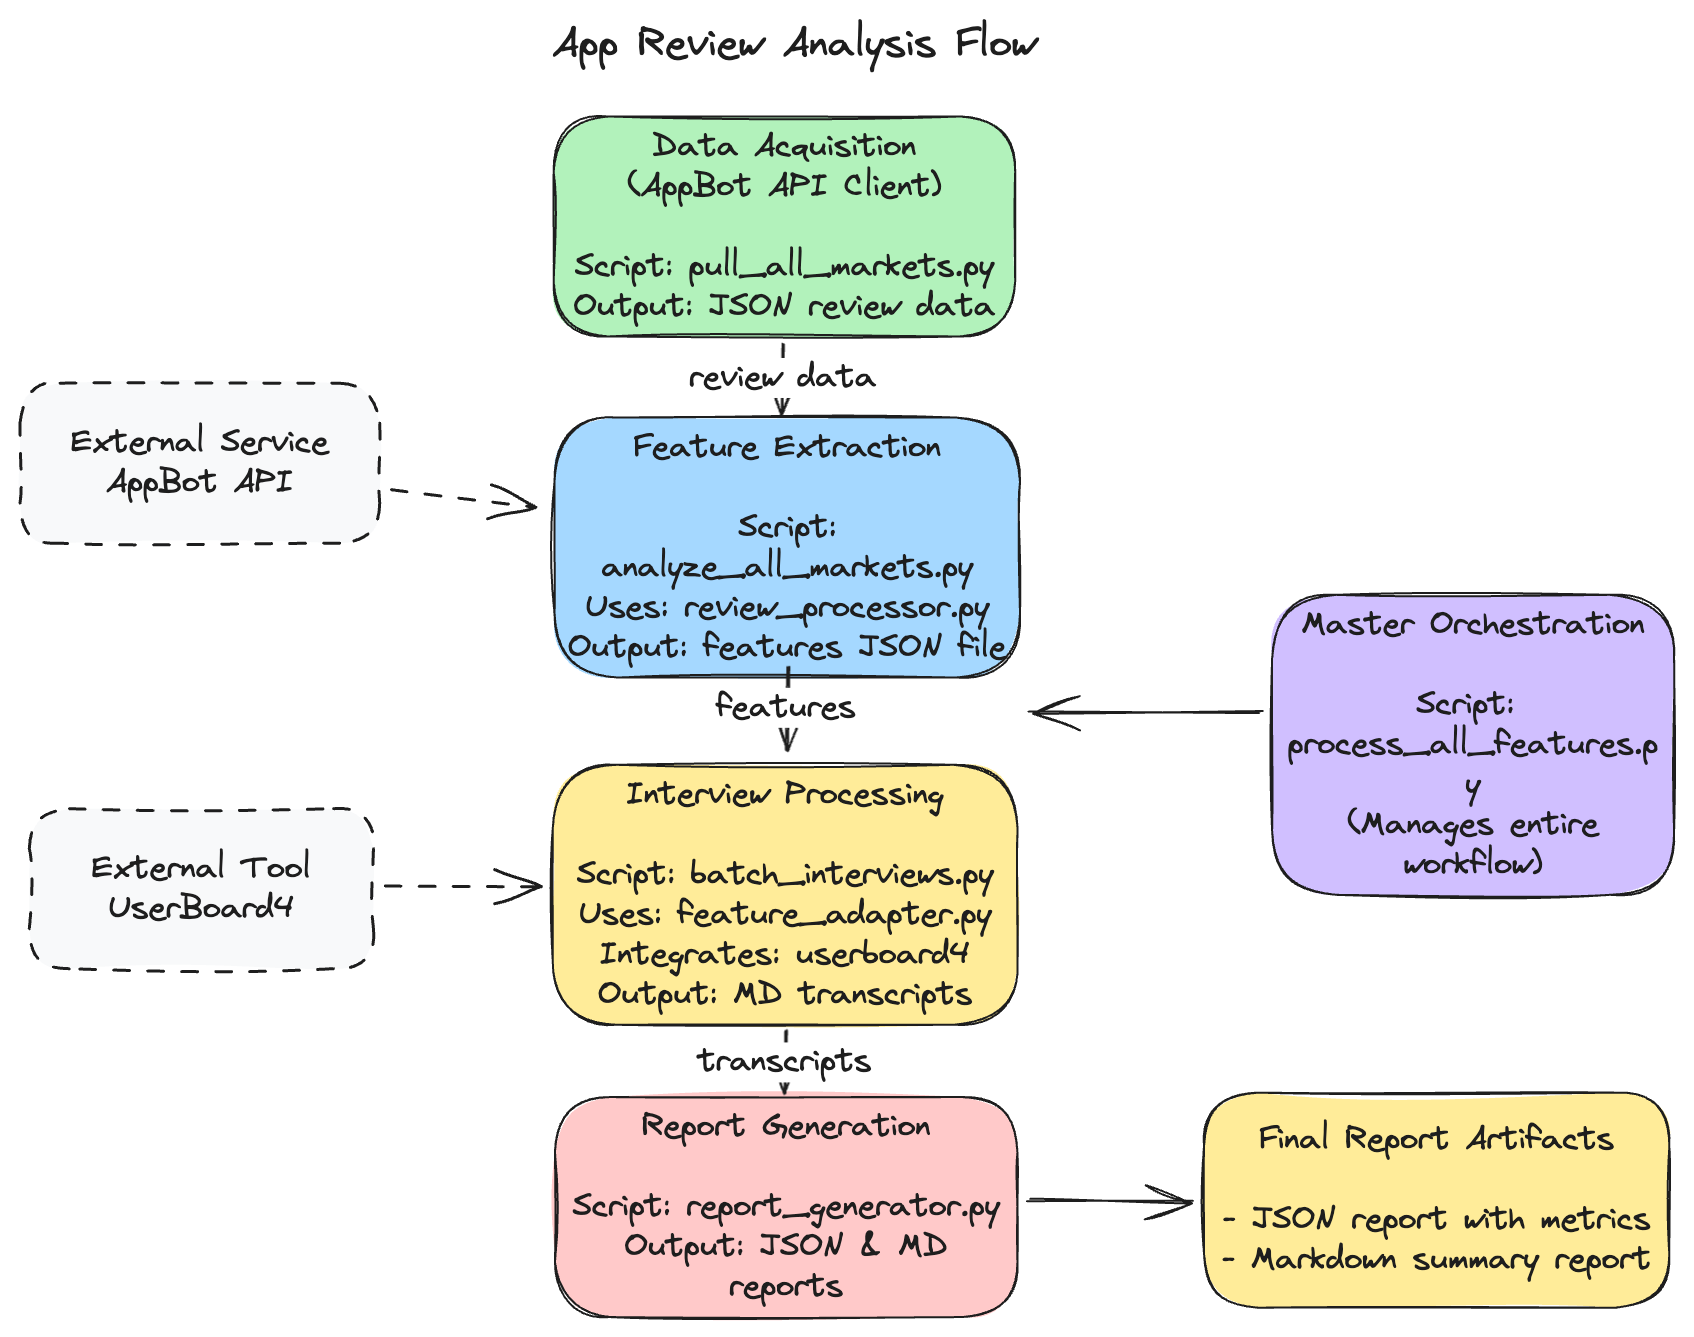 App Review Analysis Flow
Data Acquisition
(AppBot API Client)
Script: pull_all_markets.py
Output: JSON review data
review data
External Service
AppBot API
Feature Extraction
Script:
analyze_all_markets.py
Uses: review_processor.py
Output: features JSON file
features
Master Orchestration
Script:
process_all_features.p
y
(Manages entire
workflow)
External Tool
UserBoard4
Interview Processing
Script: batch_interviews.py
Uses: feature_adapter.py
Integrates: userboard4
Output: MD transcripts
transcripts
Report Generation
Script: report_generator.py
Output: JSON & MD
reports
Final Report Artifacts
- JSON report with metrics
- Markdown summary report